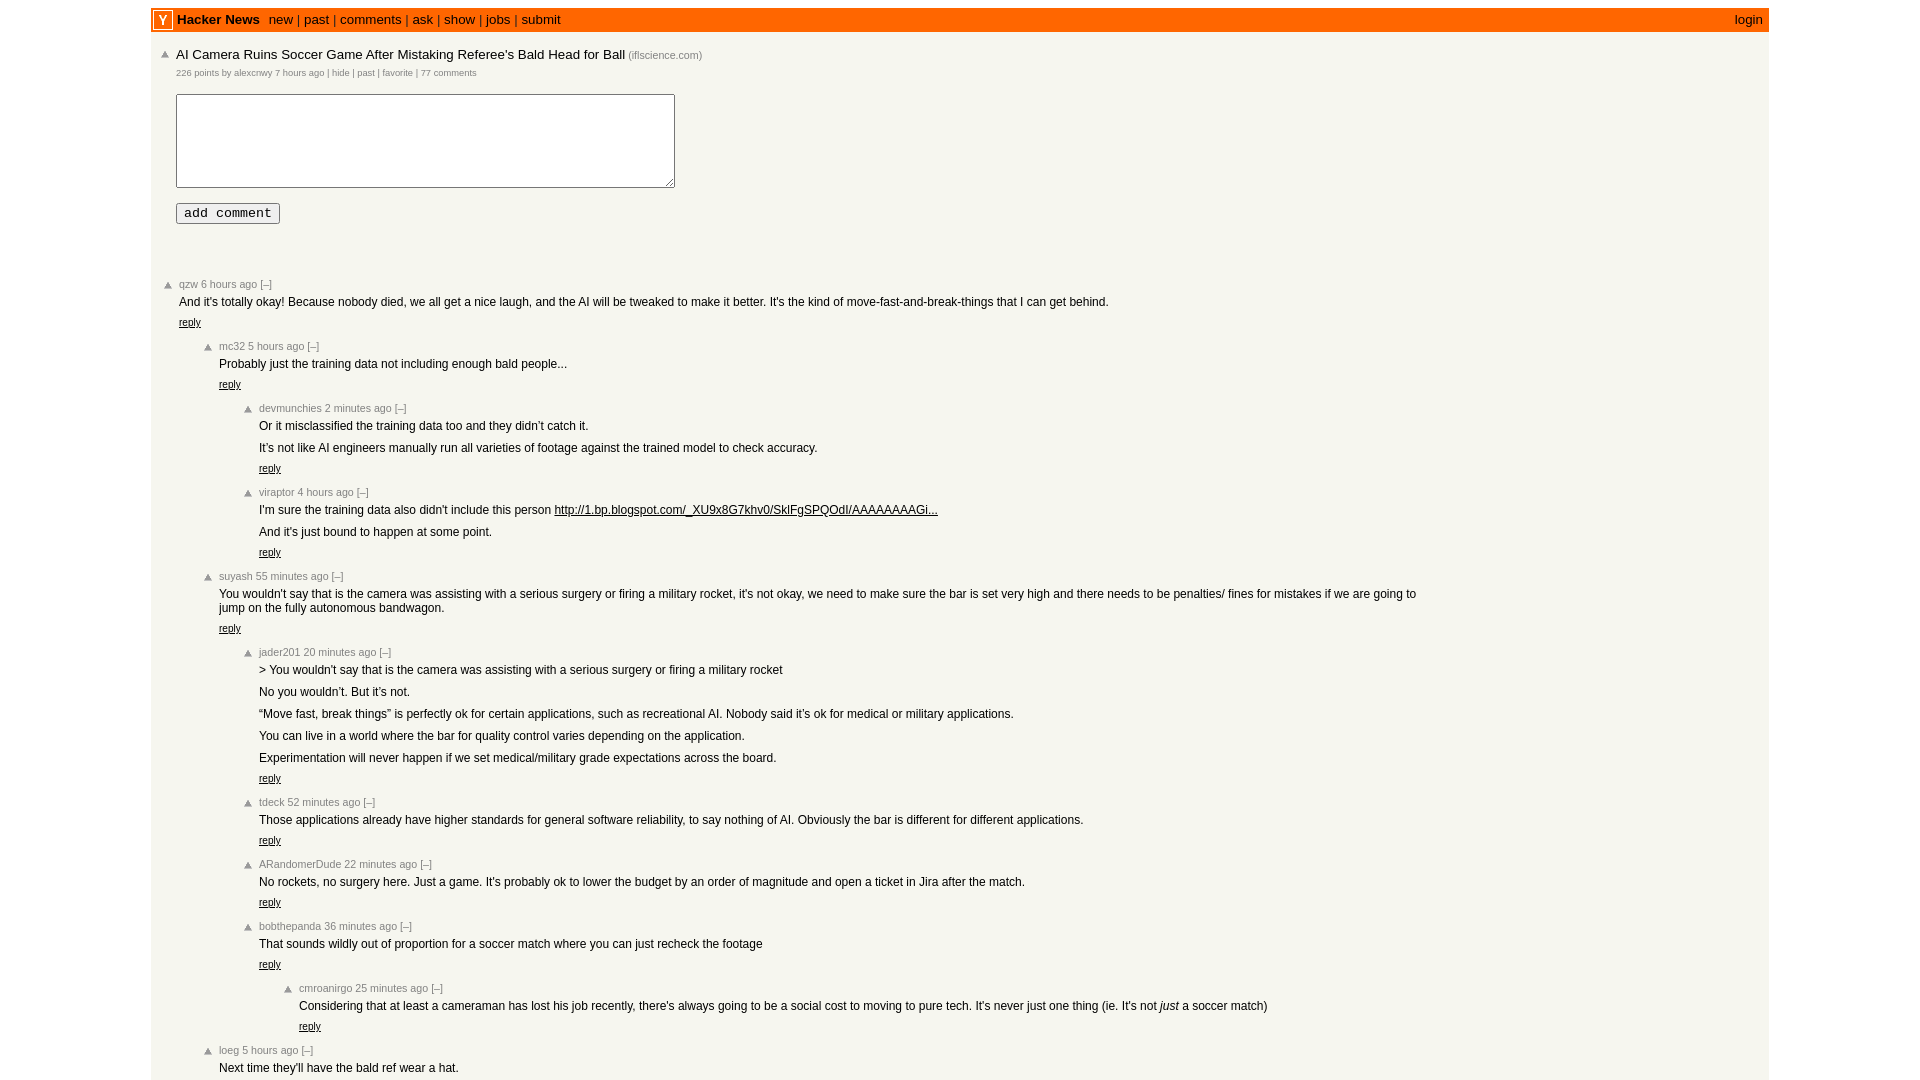 Y Hacker News new | past | comments | ask | show | jobs | submit login
AI Camera Ruins Soccer Game After Mistaking Referee's Bald Head for Ball (iflscience.com)
226 points by alexcnwy 7 hours ago | hide | past | favorite | 77 comments
add comment
qzw 6 hours ago [–]
And it's totally okay! Because nobody died, we all get a nice laugh, and the AI will be tweaked to make it better. It's the kind of move-fast-and-break-things that I can get behind.
reply
mc32 5 hours ago [–]
Probably just the training data not including enough bald people...
reply
devmunchies 2 minutes ago [–]
Or it misclassified the training data too and they didn’t catch it.
It’s not like AI engineers manually run all varieties of footage against the trained model to check accuracy.
reply
viraptor 4 hours ago [–]
I'm sure the training data also didn't include this person http://1.bp.blogspot.com/_XU9x8G7khv0/SklFgSPQOdI/AAAAAAAAGi...
And it's just bound to happen at some point.
reply
suyash 55 minutes ago [–]
You wouldn't say that is the camera was assisting with a serious surgery or firing a military rocket, it's not okay, we need to make sure the bar is set very high and there needs to be penalties/ fines for mistakes if we are going to
jump on the fully autonomous bandwagon.
reply
jader201 20 minutes ago [–]
> You wouldn't say that is the camera was assisting with a serious surgery or firing a military rocket
No you wouldn’t. But it’s not.
“Move fast, break things” is perfectly ok for certain applications, such as recreational AI. Nobody said it’s ok for medical or military applications.
You can live in a world where the bar for quality control varies depending on the application.
Experimentation will never happen if we set medical/military grade expectations across the board.
reply
tdeck 52 minutes ago [–]
Those applications already have higher standards for general software reliability, to say nothing of AI. Obviously the bar is different for different applications.
reply
ARandomerDude 22 minutes ago [–]
No rockets, no surgery here. Just a game. It's probably ok to lower the budget by an order of magnitude and open a ticket in Jira after the match.
reply
bobthepanda 36 minutes ago [–]
That sounds wildly out of proportion for a soccer match where you can just recheck the footage
reply
cmroanirgo 25 minutes ago [–]
Considering that at least a cameraman has lost his job recently, there's always going to be a social cost to moving to pure tech. It's never just one thing (ie. It's not just a soccer match)
reply
loeg 5 hours ago [–]
Next time they'll have the bald ref wear a hat.